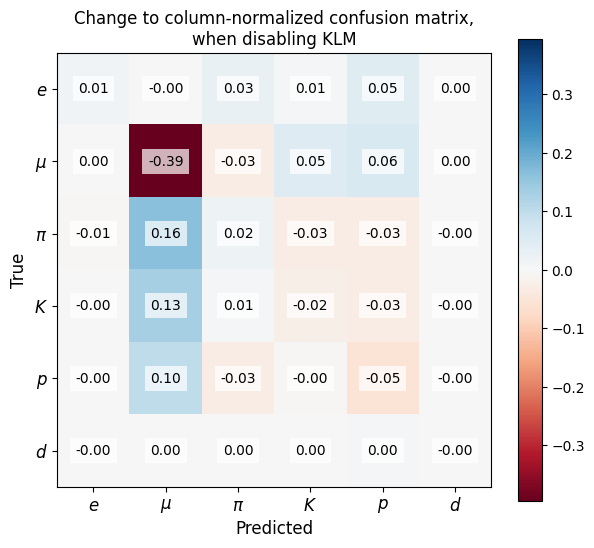 Change to column-normalized confusion matrix,
when disabling KLM
e 0.01 -0.00 0.03 0.01 0.05 0.00
μ 0.00 -0.39 -0.03 0.05 0.06 0.00
π -0.01 0.16 0.02 -0.03 -0.03 -0.00
K -0.00 0.13 0.01 -0.02 -0.03 -0.00
p -0.00 0.10 -0.03 -0.00 -0.05 -0.00
d -0.00 0.00 0.00 0.00 0.00 -0.00
e μ π K p d
Predicted
True
0.3
0.2
0.1
0.0
−0.1
−0.2
−0.3